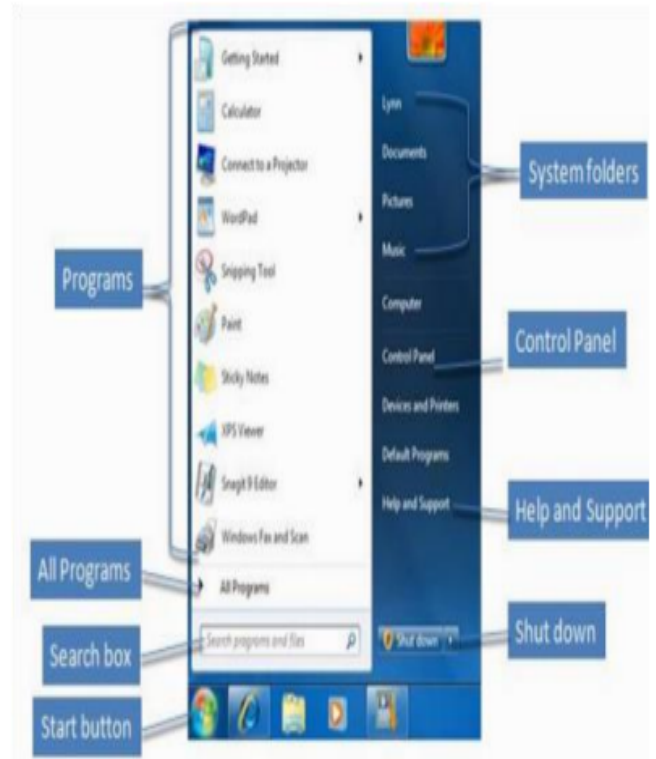 Getting Started
Calculator
Connect to a Projector
WordPad
Snipping Tool
Paint
Sticky Notes
XPS Viewer
Snagit 9 Editor
Windows Fax and Scan
All Programs
Search programs and files
Lynn
Documents
Pictures
Music
Computer
Control Panel
Devices and Printers
Default Programs
Help and Support
Shut down
Programs
All Programs
Search box
Start button
System folders
Control Panel
Help and Support
Shut down